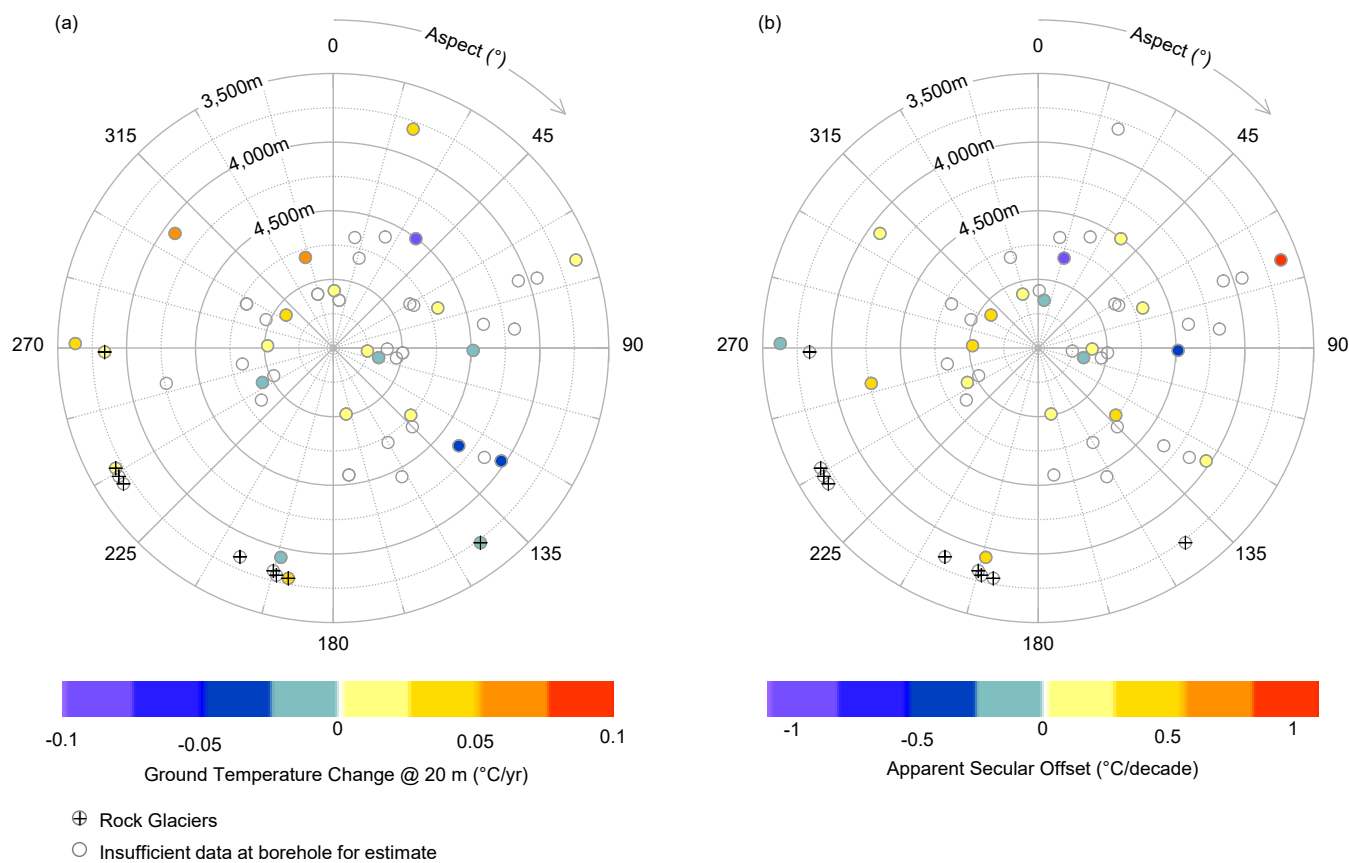 (a)
Aspect (°)
0
45
90
135
180
225
270
315
3,500m
4,000m
4,500m
-0.1
-0.05
0
0.05
0.1
Ground Temperature Change @ 20 m (°C/yr)
Rock Glaciers
Insufficient data at borehole for estimate
(b)
Aspect (°)
0
45
90
135
180
225
270
315
3,500m
4,000m
4,500m
-1
-0.5
0
0.5
1
Apparent Secular Offset (°C/decade)